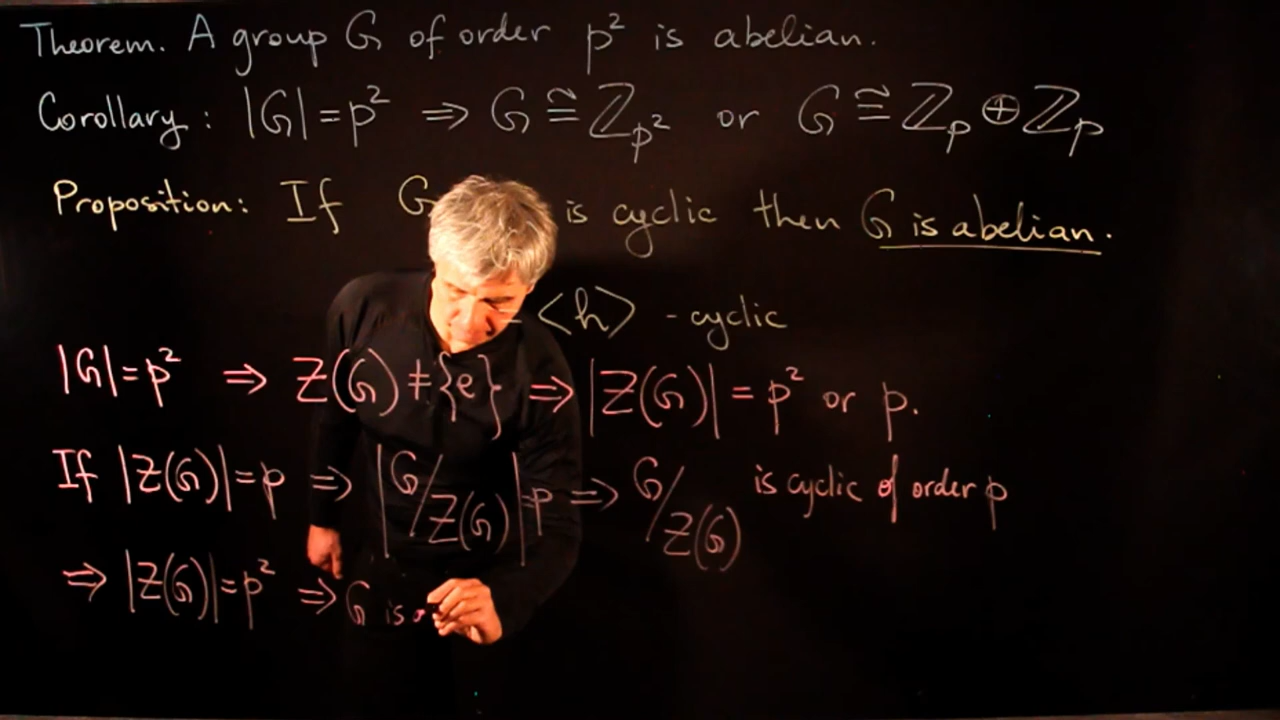 Theorem. A group G of order p² is abelian.
Corollary: |G|=p² ⇒ G ≅ ℤ_{p²} or G ≅ ℤ_p ⊕ ℤ_p
Proposition: If G is cyclic then G is abelian.
= <h> - cyclic
|G|=p² ⇒ Z(G) ≠ {e} ⇒ |Z(G)| = p² or p.
If |Z(G)|=p ⇒ |G/Z(G)|=p ⇒ G/Z(G) is cyclic of order p
⇒ |Z(G)|=p² ⇒ G is